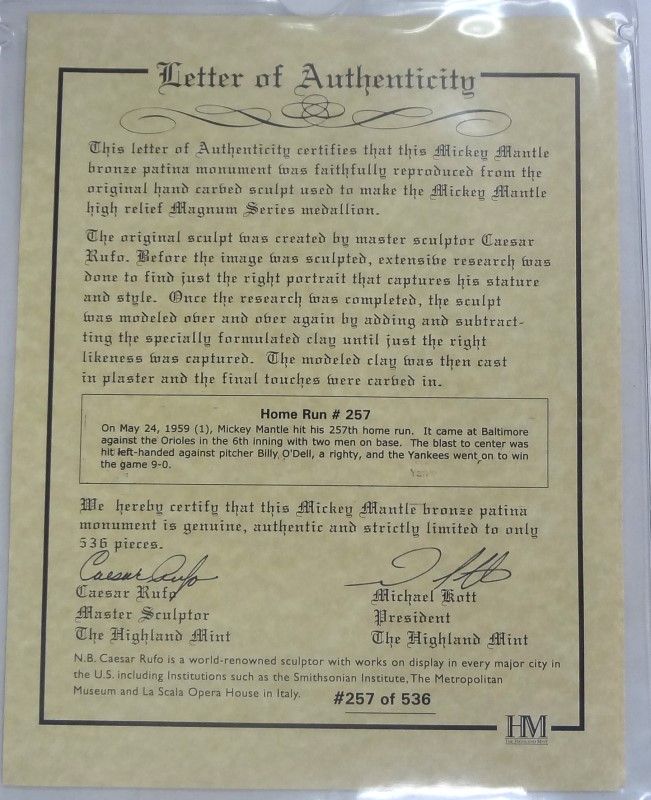 Letter of Authenticity
This letter of Authenticity certifies that this Mickey Mantle
bronze patina monument was faithfully reproduced from the
original hand carved sculpt used to make the Mickey Mantle
high relief Magnum Series medallion.
The original sculpt was created by master sculptor Caesar
Rufo. Before the image was sculpted, extensive research was
done to find just the right portrait that captures his stature
and style. Once the research was completed, the sculpt
was modeled over and over again by adding and subtract-
ting the specially formulated clay until just the right
likeness was captured. The modeled clay was then cast
in plaster and the final touches were carved in.
Home Run # 257
On May 24, 1959 (1), Mickey Mantle hit his 257th home run. It came at Baltimore
against the Orioles in the 6th inning with two men on base. The blast to center was
hit left-handed against pitcher Billy O'Dell, a righty, and the Yankees went on to win
the game 9-0.
We hereby certify that this Mickey Mantle bronze patina
monument is genuine, authentic and strictly limited to only
536 pieces.
Caesar Rufo
Caesar Rufo
Master Sculptor
The Highland Mint
Michael Kott
President
The Highland Mint
N.B. Caesar Rufo is a world-renowned sculptor with works on display in every major city in
the U.S. including Institutions such as the Smithsonian Institute, The Metropolitan
Museum and La Scala Opera House in Italy.
#257 of 536
HM
THE HIGHLAND MINT